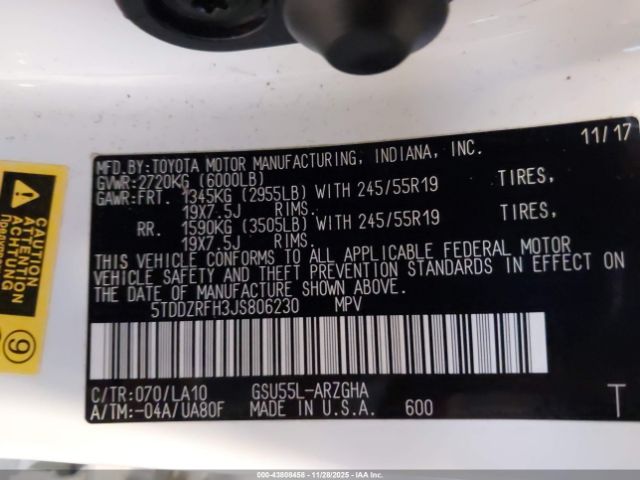 11/17
MFD.BY:TOYOTA MOTOR MANUFACTURING, INDIANA, INC.
GVWR:2720KG (6000LB)
GAWR:FRT. 1345KG (2955LB) WITH 245/55R19 TIRES,
19X7.5J RIMS.
RR. 1590KG (3505LB) WITH 245/55R19 TIRES,
19X7.5J RIMS.
THIS VEHICLE CONFORMS TO ALL APPLICABLE FEDERAL MOTOR
VEHICLE SAFETY AND THEFT PREVENTION STANDARDS IN EFFECT ON
THE DATE OF MANUFACTURE SHOWN ABOVE.
5TDDZRFH3JS806230 MPV
C/TR:070/LA10 GSU55L-ARZGHA T
A/TM:-04A/UA80F MADE IN U.S.A. 600
CAUTION
ATTENTION
ACHTUNG
9
000-43808458 - 11/28/2025 - IAA